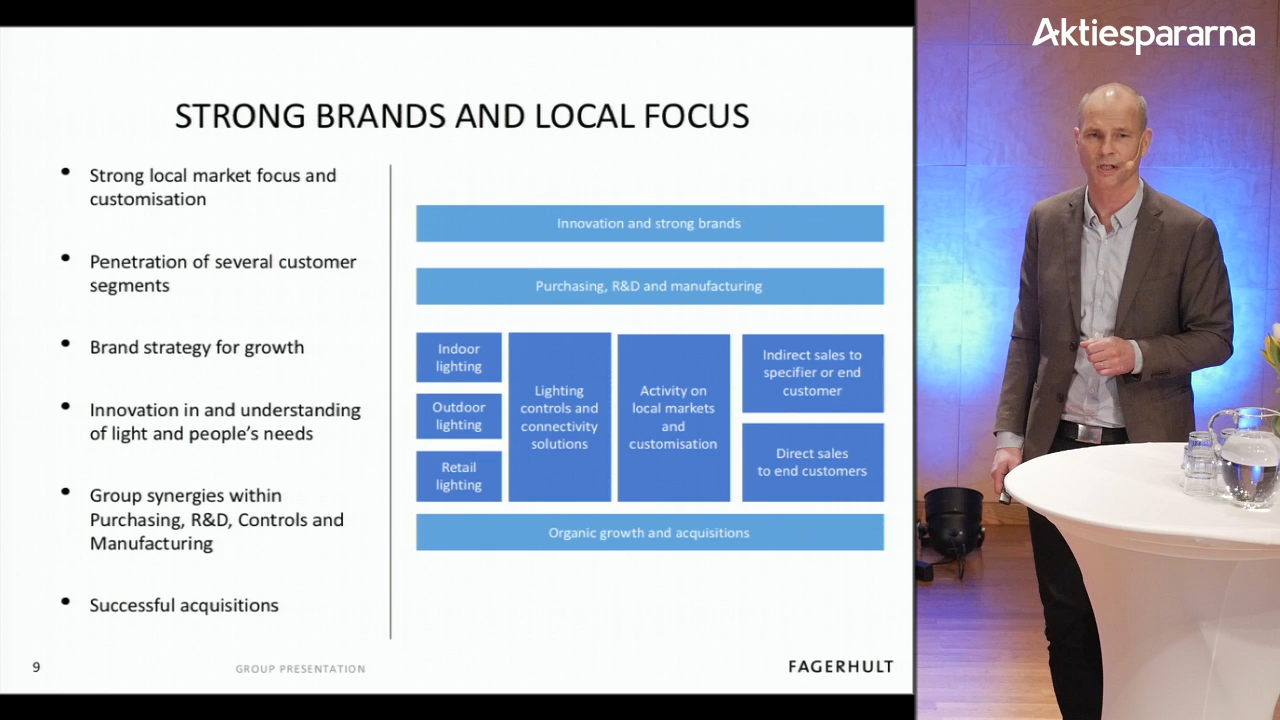 Aktiespararna
STRONG BRANDS AND LOCAL FOCUS
• Strong local market focus and
customisation
• Penetration of several customer
segments
• Brand strategy for growth
• Innovation in and understanding
of light and people's needs
• Group synergies within
Purchasing, R&D, Controls and
Manufacturing
• Successful acquisitions
Innovation and strong brands
Purchasing, R&D and manufacturing
Indoor
lighting
Outdoor
lighting
Retail
lighting
Lighting
controls and
connectivity
solutions
Activity on
local markets
and
customisation
Indirect sales to
specifier or end
customer
Direct sales
to end customers
Organic growth and acquisitions
9
GROUP PRESENTATION
FAGERHULT